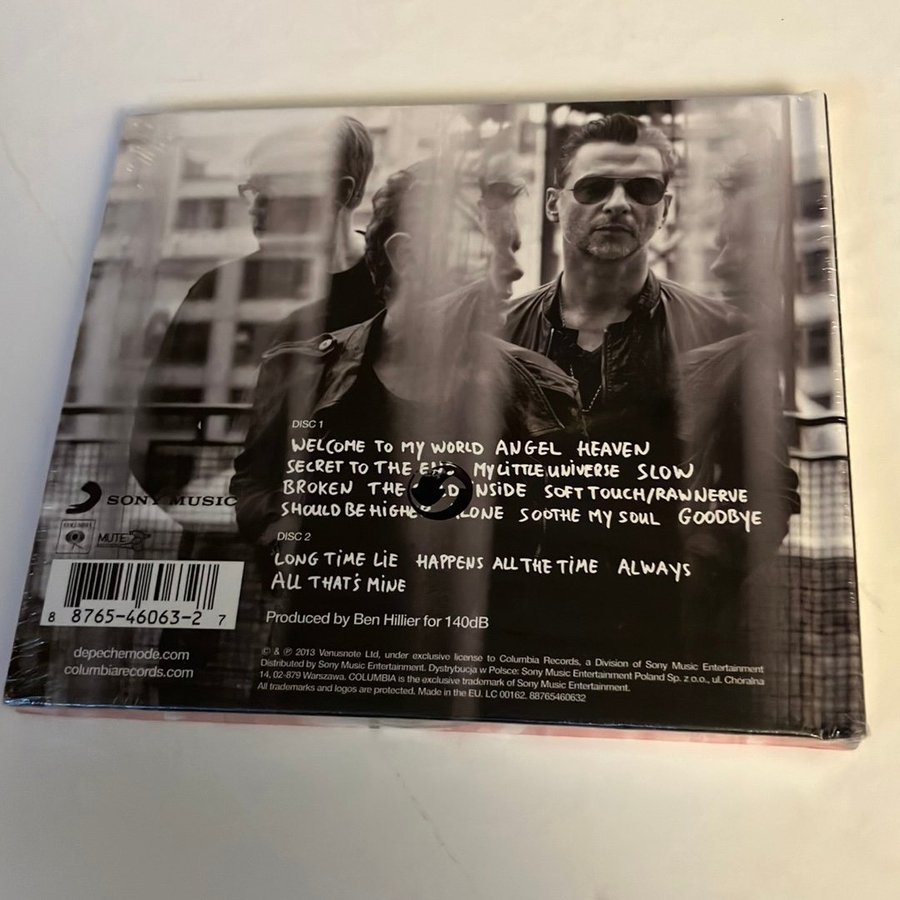 DISC 1
WELCOME TO MY WORLD ANGEL HEAVEN
SECRET TO THE MY LITTLE UNIVERSE SLOW
BROKEN THE SOFT TOUCH/RAW NERVE
SHOULD BE SOOTHE MY SOUL GOODBYE
DISC 2
LONG TIME LIE HAPPENS ALL THE TIME ALWAYS
ALL THAT'S MINE
Produced by Ben Hillier for 140dB
SONY MUSIC
COLUMBIA
MUTE
8 8765-46063-2 7
depechemode.com
columbiarecords.com
© & ℗ 2013 Venusnote Ltd, under exclusive license to Columbia Records, a Division of Sony Music Entertainment
Distributed by Sony Music Entertainment. Dystrybucja w Polsce: Sony Music Entertainment Poland Sp. z o.o., ul. Chóralna
14, 02-879 Warszawa. COLUMBIA is the exclusive trademark of Sony Music Entertainment.
All trademarks and logos are protected. Made in the EU. LC 00162. 88765460632